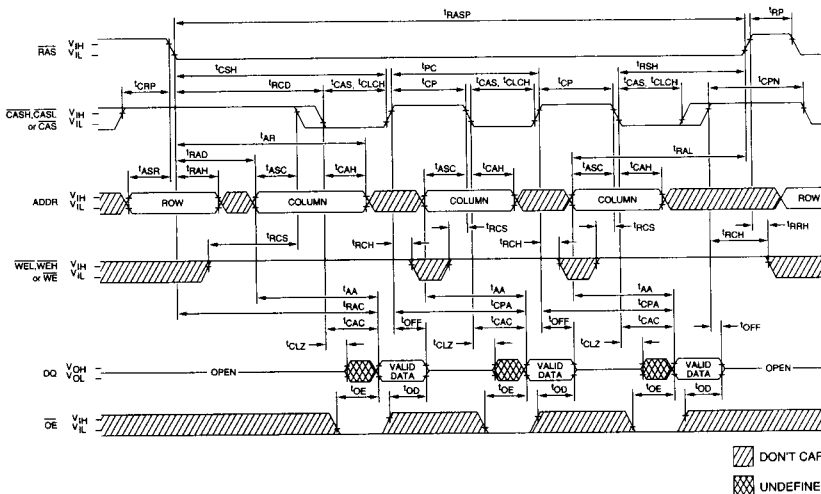 tRASP tRP
RAS VIH
VIL
tCSH tPC tRSH
tCRP tRCD tCAS, tCLCH tCP tCAS, tCLCH tCP tCAS, tCLCH tCPN
CASH, CASL
or CAS VIH
VIL
tAR
tRAD tRAL
tASR tRAH tASC tCAH tASC tCAH tASC tCAH
ADDR VIH
VIL ROW COLUMN COLUMN COLUMN ROW
tRCS tRCH tRCS tRCH tRCS tRCH tRRH
WEL, WEH
or WE VIH
VIL
tAA tAA tAA
tRAC tCPA tCPA
tCAC tOFF tCAC tOFF tCAC tOFF
tCLZ tCLZ tCLZ
DQ VOH
VOL OPEN VALID DATA VALID DATA VALID DATA OPEN
tOE tOD tOE tOD tOE tOD
OE VIH
VIL
DON'T CAR
UNDEFINE